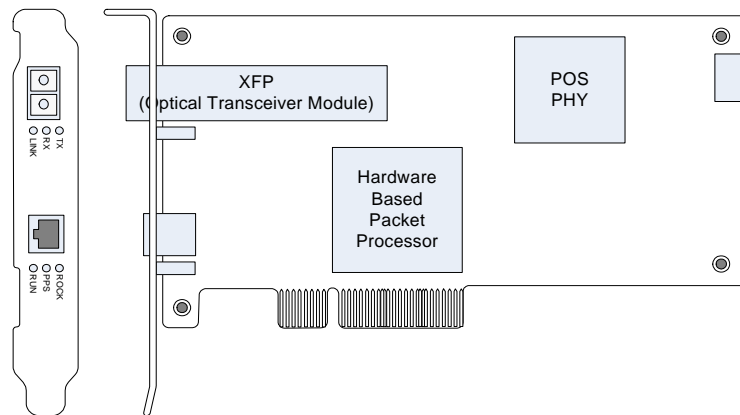 XFP
(Optical Transceiver Module)
POS
PHY
Hardware
Based
Packet
Processor
TX
RX
LINK
ROCK
PPS
RUN